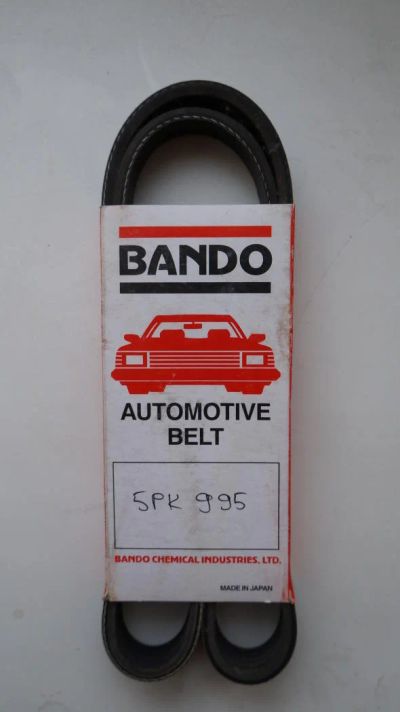 BANDO
AUTOMOTIVE
BELT
5PK 995
BANDO CHEMICAL INDUSTRIES, LTD.
MADE IN JAPAN